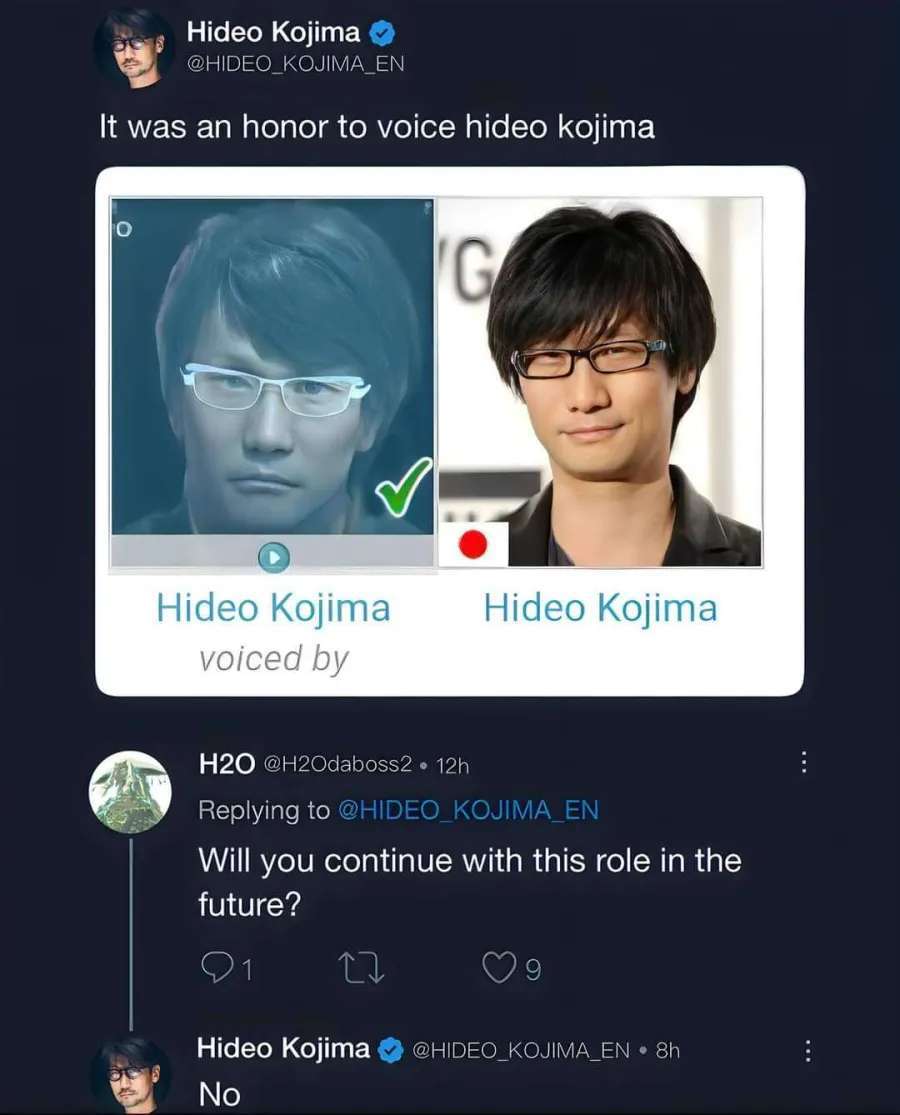 Hideo Kojima
@HIDEO_KOJIMA_EN
It was an honor to voice hideo kojima
VG
Hideo Kojima
Hideo Kojima
voiced by
H2O @H2Odaboss2 • 12h
Replying to @HIDEO_KOJIMA_EN
Will you continue with this role in the
future?
1
9
Hideo Kojima @HIDEO_KOJIMA_EN • 8h
No